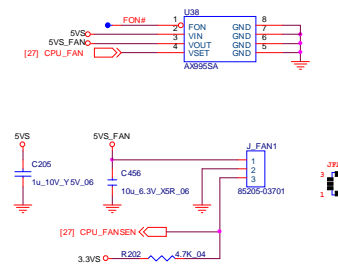 U38
FON#
1 FON GND 8
5VS 2 VIN GND 7
5VS_FAN 3 VOUT GND 6
[27] CPU_FAN 4 VSET GND 5
AX995SA
5VS 5VS_FAN
J_FAN1
C205
1u_10V_Y5V_06
C456
10u_6.3V_X5R_06
1
2
3
85205-03701
3
1
[27] CPU_FANSEN
3.3VS R202 4.7K_04